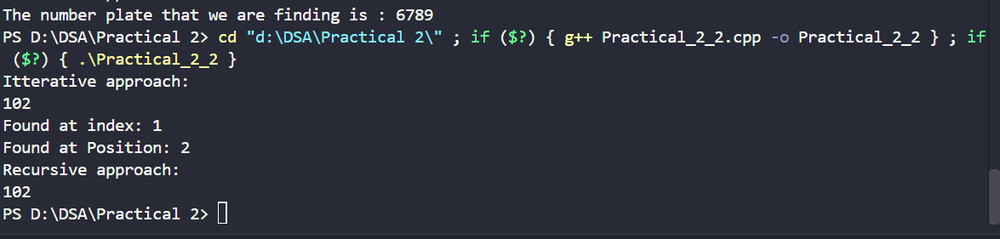 The number plate that we are finding is : 6789
PS D:\DSA\Practical 2> cd "d:\DSA\Practical 2\" ; if ($?) { g++ Practical_2_2.cpp -o Practical_2_2 } ; if
($?) { .\Practical_2_2 }
Itterative approach:
102
Found at index: 1
Found at Position: 2
Recursive approach:
102
PS D:\DSA\Practical 2>